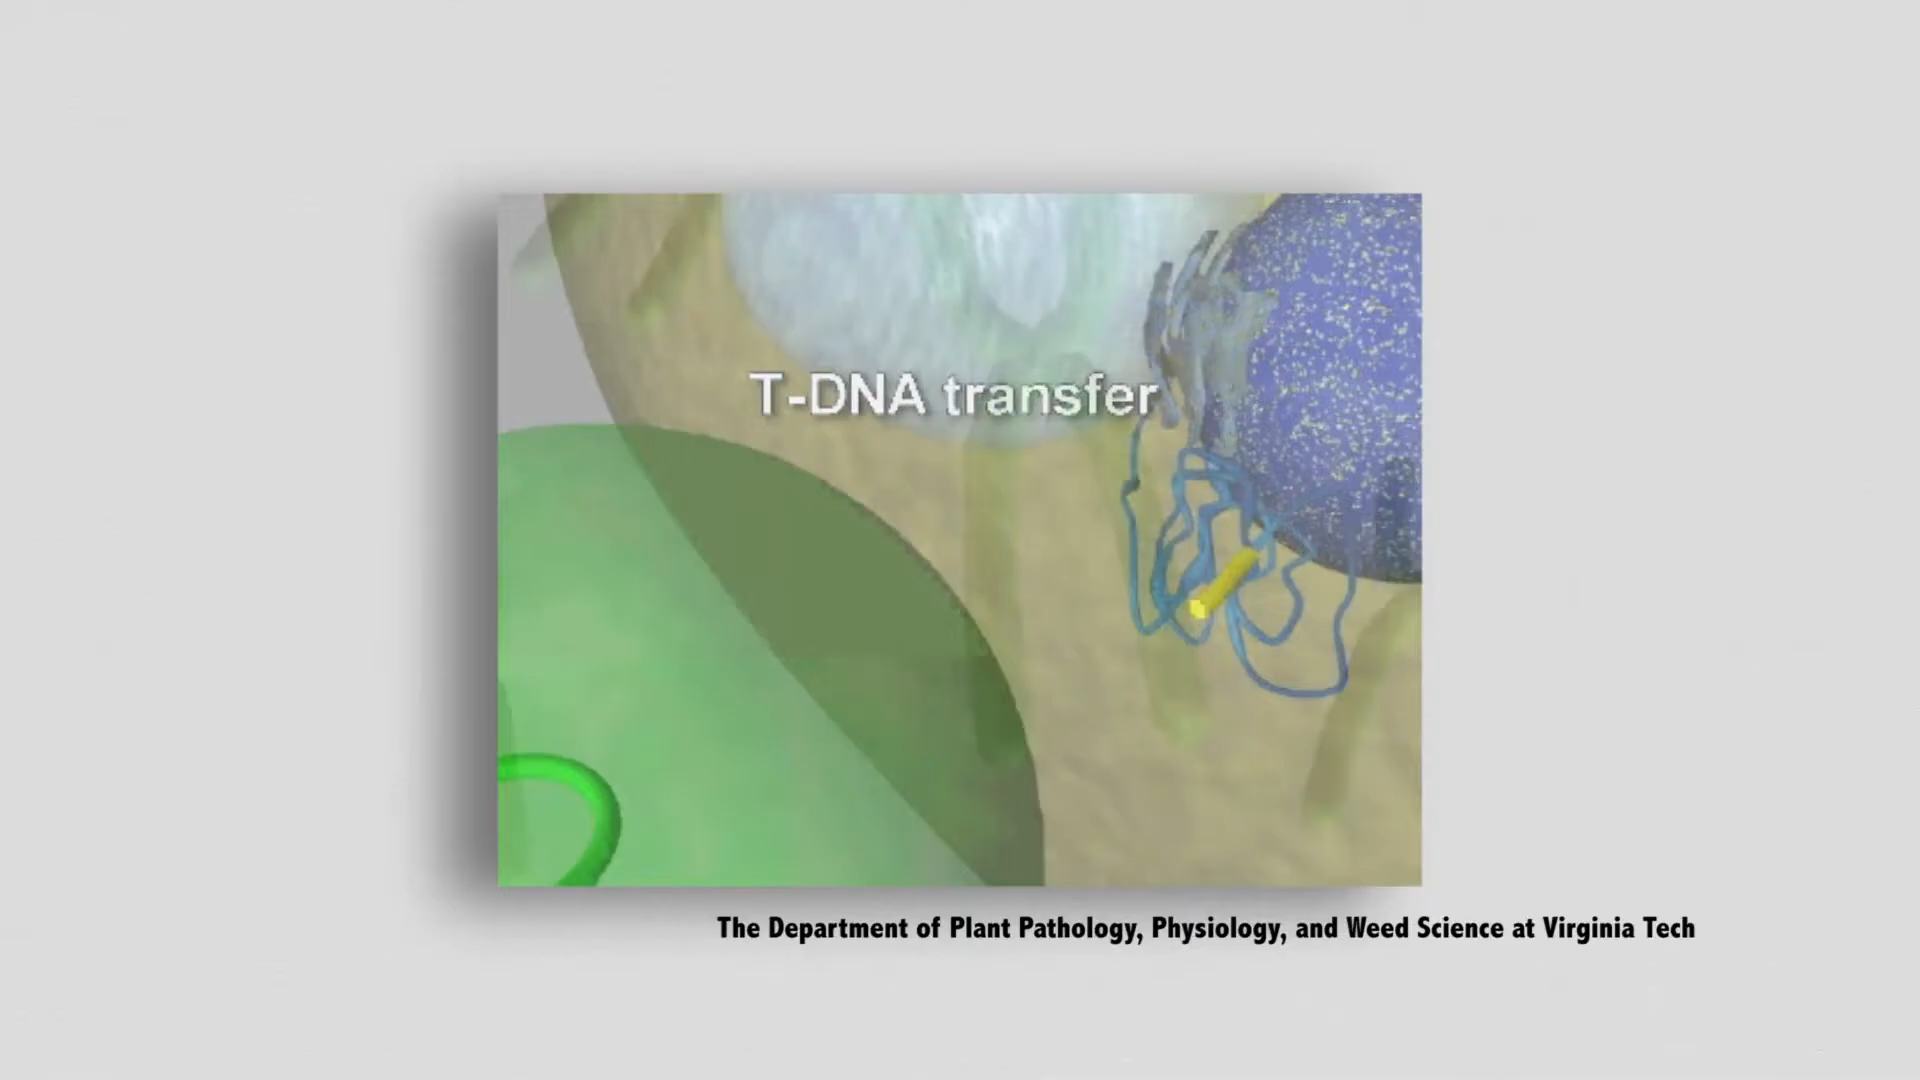 T-DNA transfer
The Department of Plant Pathology, Physiology, and Weed Science at Virginia Tech